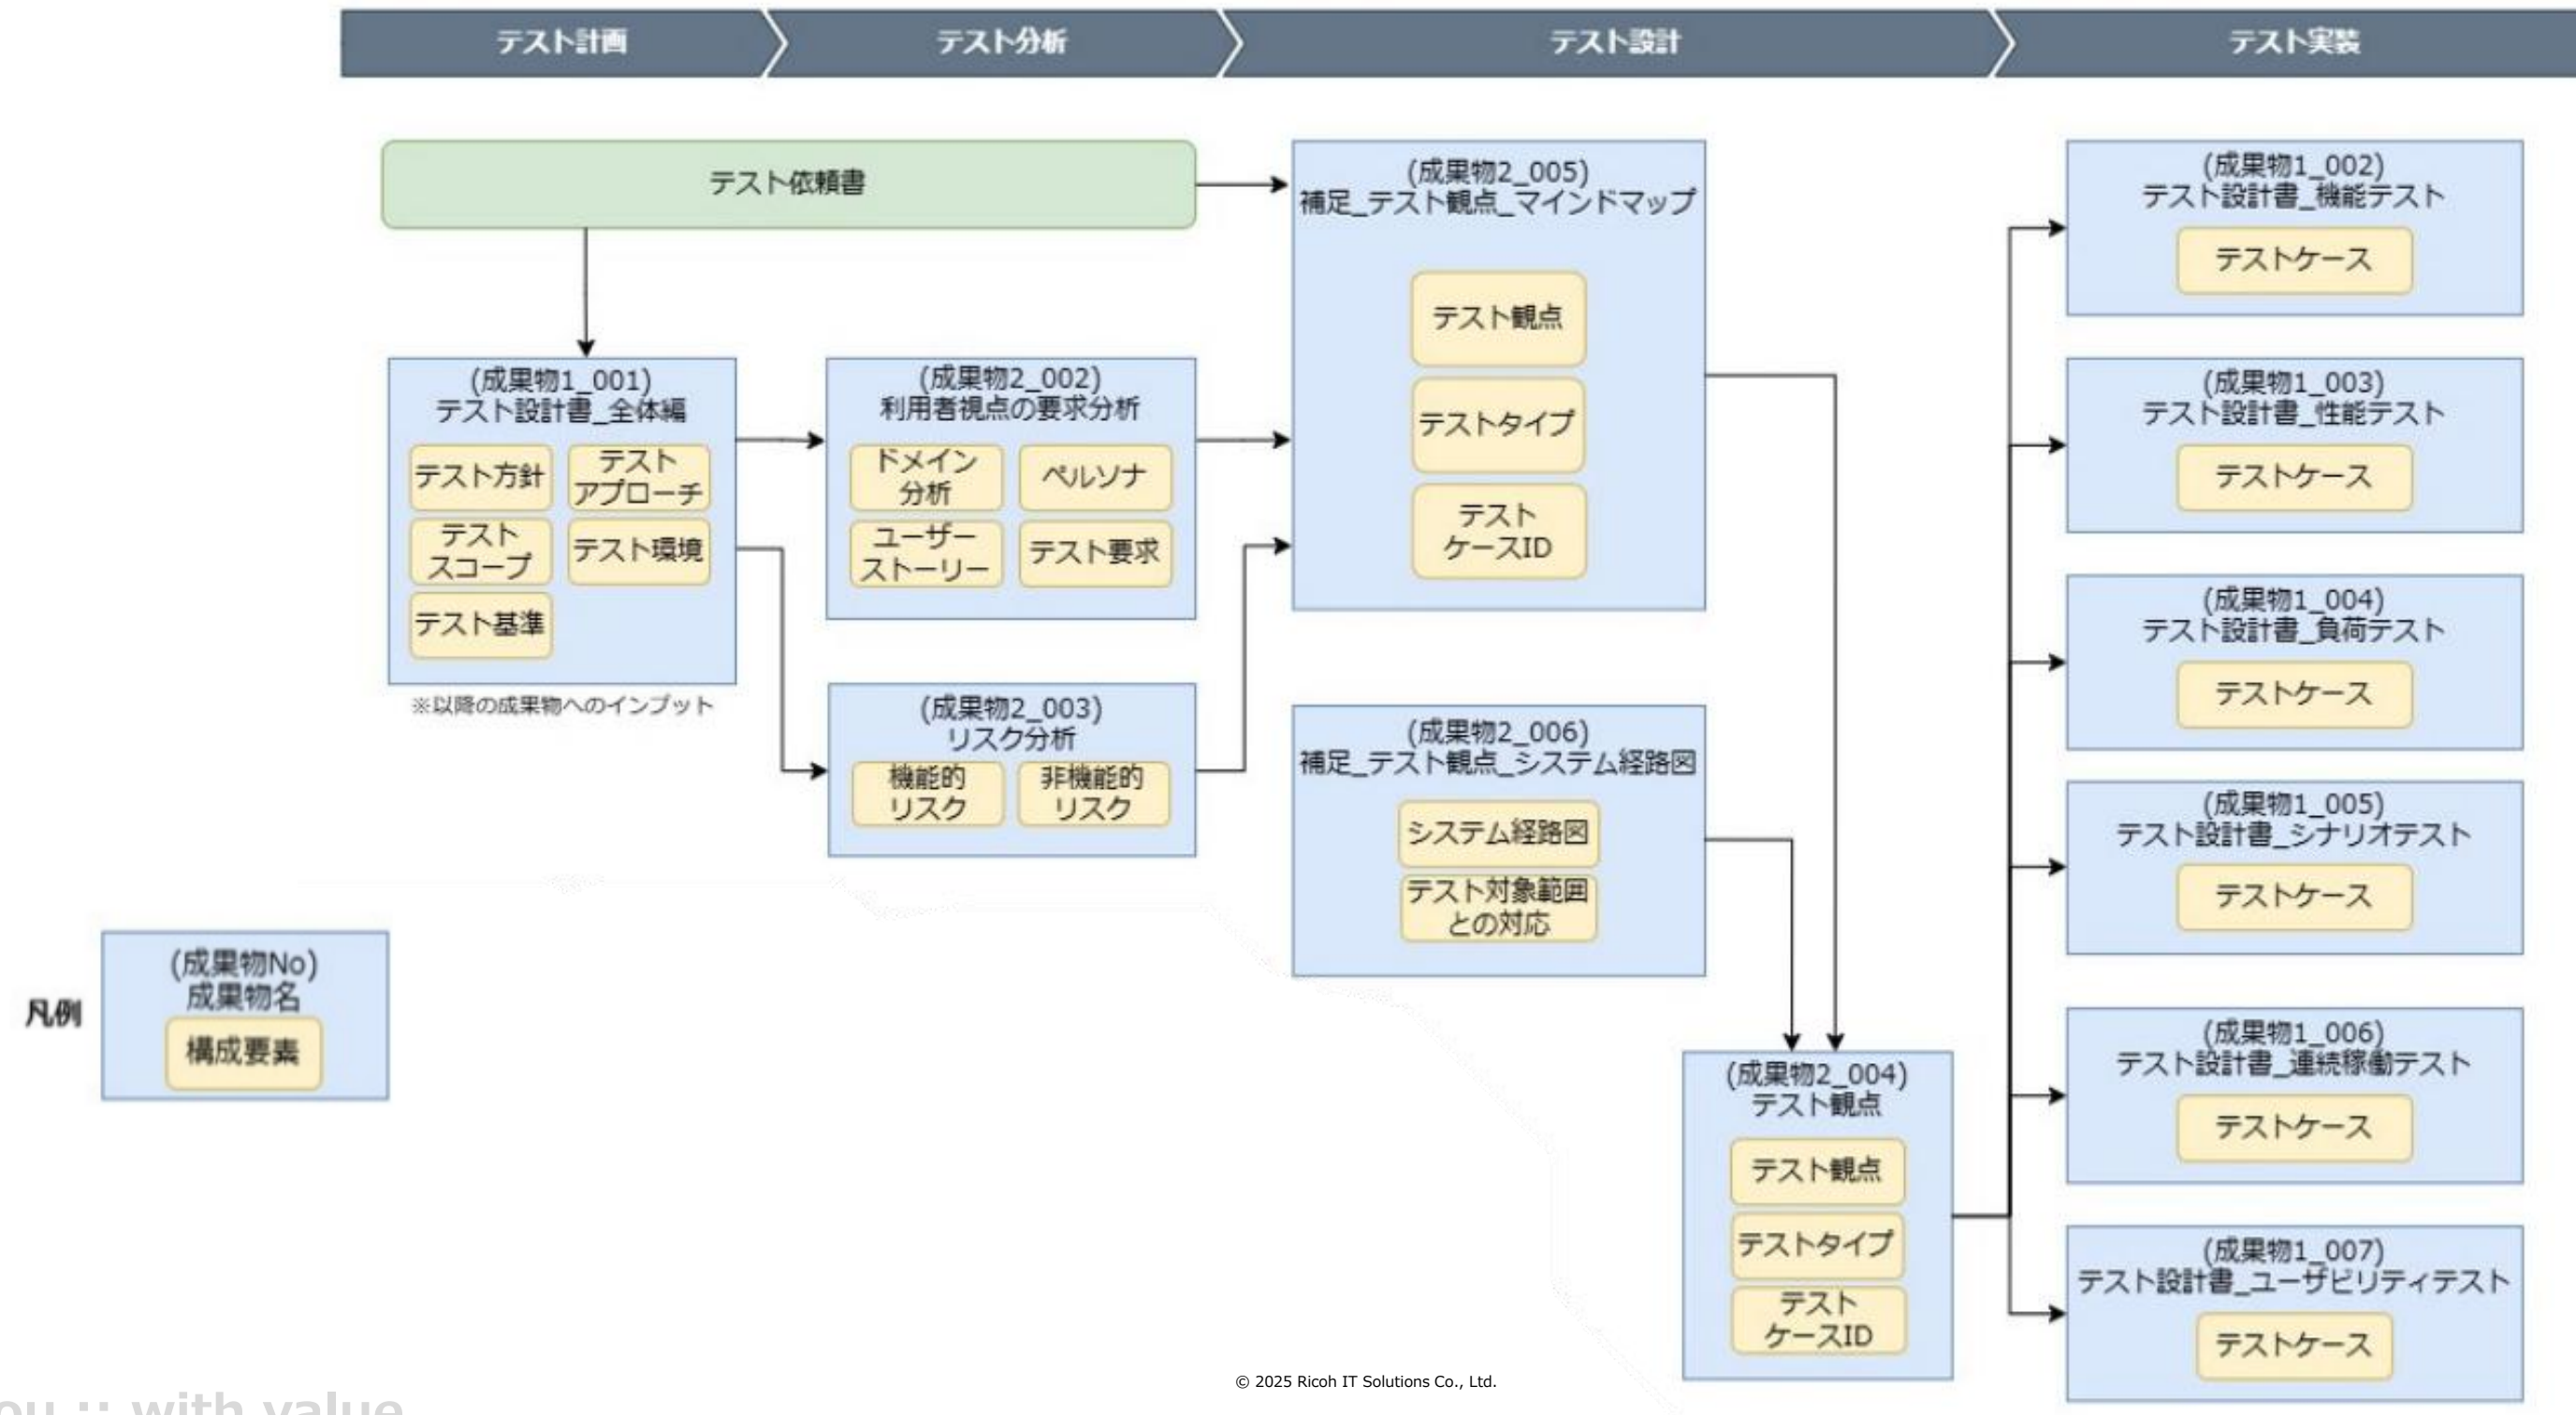 テスト計画
テスト分析
テスト設計
テスト実装
テスト依頼書
(成果物1_001)
テスト設計書_全体編
テスト方針
テスト
アプローチ
テスト
スコープ
テスト環境
テスト基準
※以降の成果物へのインプット
(成果物2_002)
利用者視点の要求分析
ドメイン
分析
ペルソナ
ユーザー
ストーリー
テスト要求
(成果物2_003)
リスク分析
機能的
リスク
非機能的
リスク
(成果物2_005)
補足_テスト観点_マインドマップ
テスト観点
テストタイプ
テスト
ケースID
(成果物2_006)
補足_テスト観点_システム経路図
システム経路図
テスト対象範囲
との対応
(成果物2_004)
テスト観点
テスト観点
テストタイプ
テスト
ケースID
(成果物1_002)
テスト設計書_機能テスト
テストケース
(成果物1_003)
テスト設計書_性能テスト
テストケース
(成果物1_004)
テスト設計書_負荷テスト
テストケース
(成果物1_005)
テスト設計書_シナリオテスト
テストケース
(成果物1_006)
テスト設計書_連続稼働テスト
テストケース
(成果物1_007)
テスト設計書_ユーザビリティテスト
テストケース
凡例
(成果物No)
成果物名
構成要素
© 2025 Ricoh IT Solutions Co., Ltd.
ou :: with value